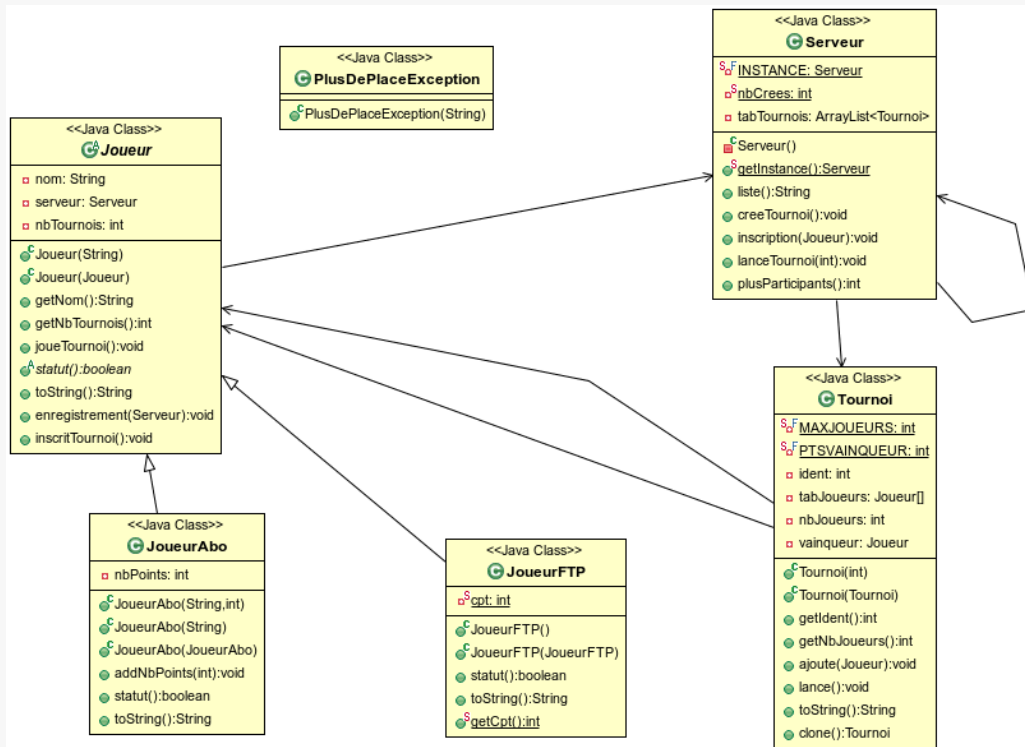 <<Java Class>>
PlusDePlaceException
PlusDePlaceException(String)
<<Java Class>>
Serveur
INSTANCE: Serveur
nbCrees: int
tabTournois: ArrayList<Tournoi>
Serveur()
getInstance():Serveur
liste():String
creeTournoi():void
inscription(Joueur):void
lanceTournoi(int):void
plusParticipants():int
<<Java Class>>
Joueur
nom: String
serveur: Serveur
nbTournois: int
Joueur(String)
Joueur(Joueur)
getNom():String
getNbTournois():int
joueTournoi():void
statut():boolean
toString():String
enregistrement(Serveur):void
inscritTournoi():void
<<Java Class>>
Tournoi
MAXJOUEURS: int
PTSVAINQUEUR: int
ident: int
tabJoueurs: Joueur[]
nbJoueurs: int
vainqueur: Joueur
Tournoi(int)
Tournoi(Tournoi)
getIdent():int
getNbJoueurs():int
ajoute(Joueur):void
lance():void
toString():String
clone():Tournoi
<<Java Class>>
JoueurAbo
nbPoints: int
JoueurAbo(String,int)
JoueurAbo(String)
JoueurAbo(JoueurAbo)
addNbPoints(int):void
statut():boolean
toString():String
<<Java Class>>
JoueurFTP
cpt: int
JoueurFTP()
JoueurFTP(JoueurFTP)
statut():boolean
toString():String
getCpt():int